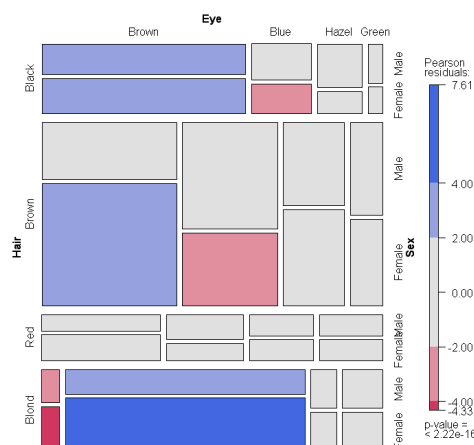 Eye
Brown Blue Hazel Green
Black
Brown
Red
Blond
Hair
Male
Female
Male
Female
Male
Female
Male
Female
Sex
Pearson
residuals:
7.61
4.00
2.00
0.00
-2.00
-4.00
-4.33
p-value =
< 2.22e-16